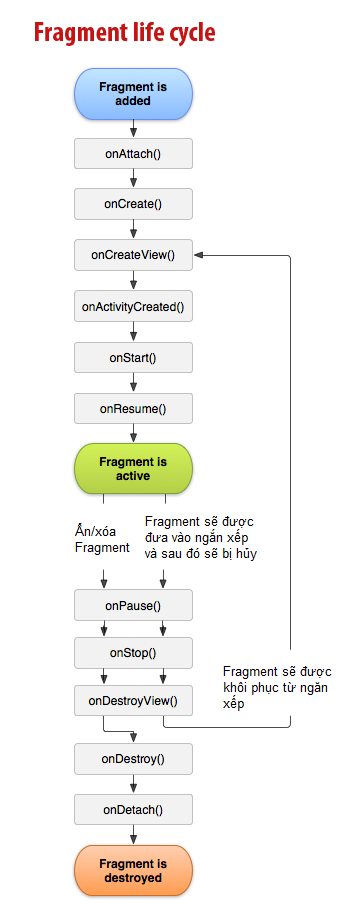 Fragment life cycle
Fragment is
added
onAttach()
onCreate()
onCreateView()
onActivityCreated()
onStart()
onResume()
Fragment is
active
Ẩn/xóa
Fragment
Fragment sẽ được
đưa vào ngắn xếp
và sau đó sẽ bị hủy
onPause()
onStop()
onDestroyView()
Fragment sẽ được
khôi phục từ ngăn
xếp
onDestroy()
onDetach()
Fragment is
destroyed